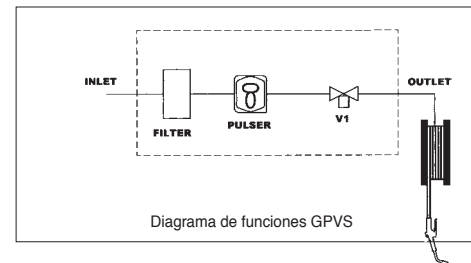 INLET
OUTLET
FILTER
PULSER
V1
Diagrama de funciones GPVS